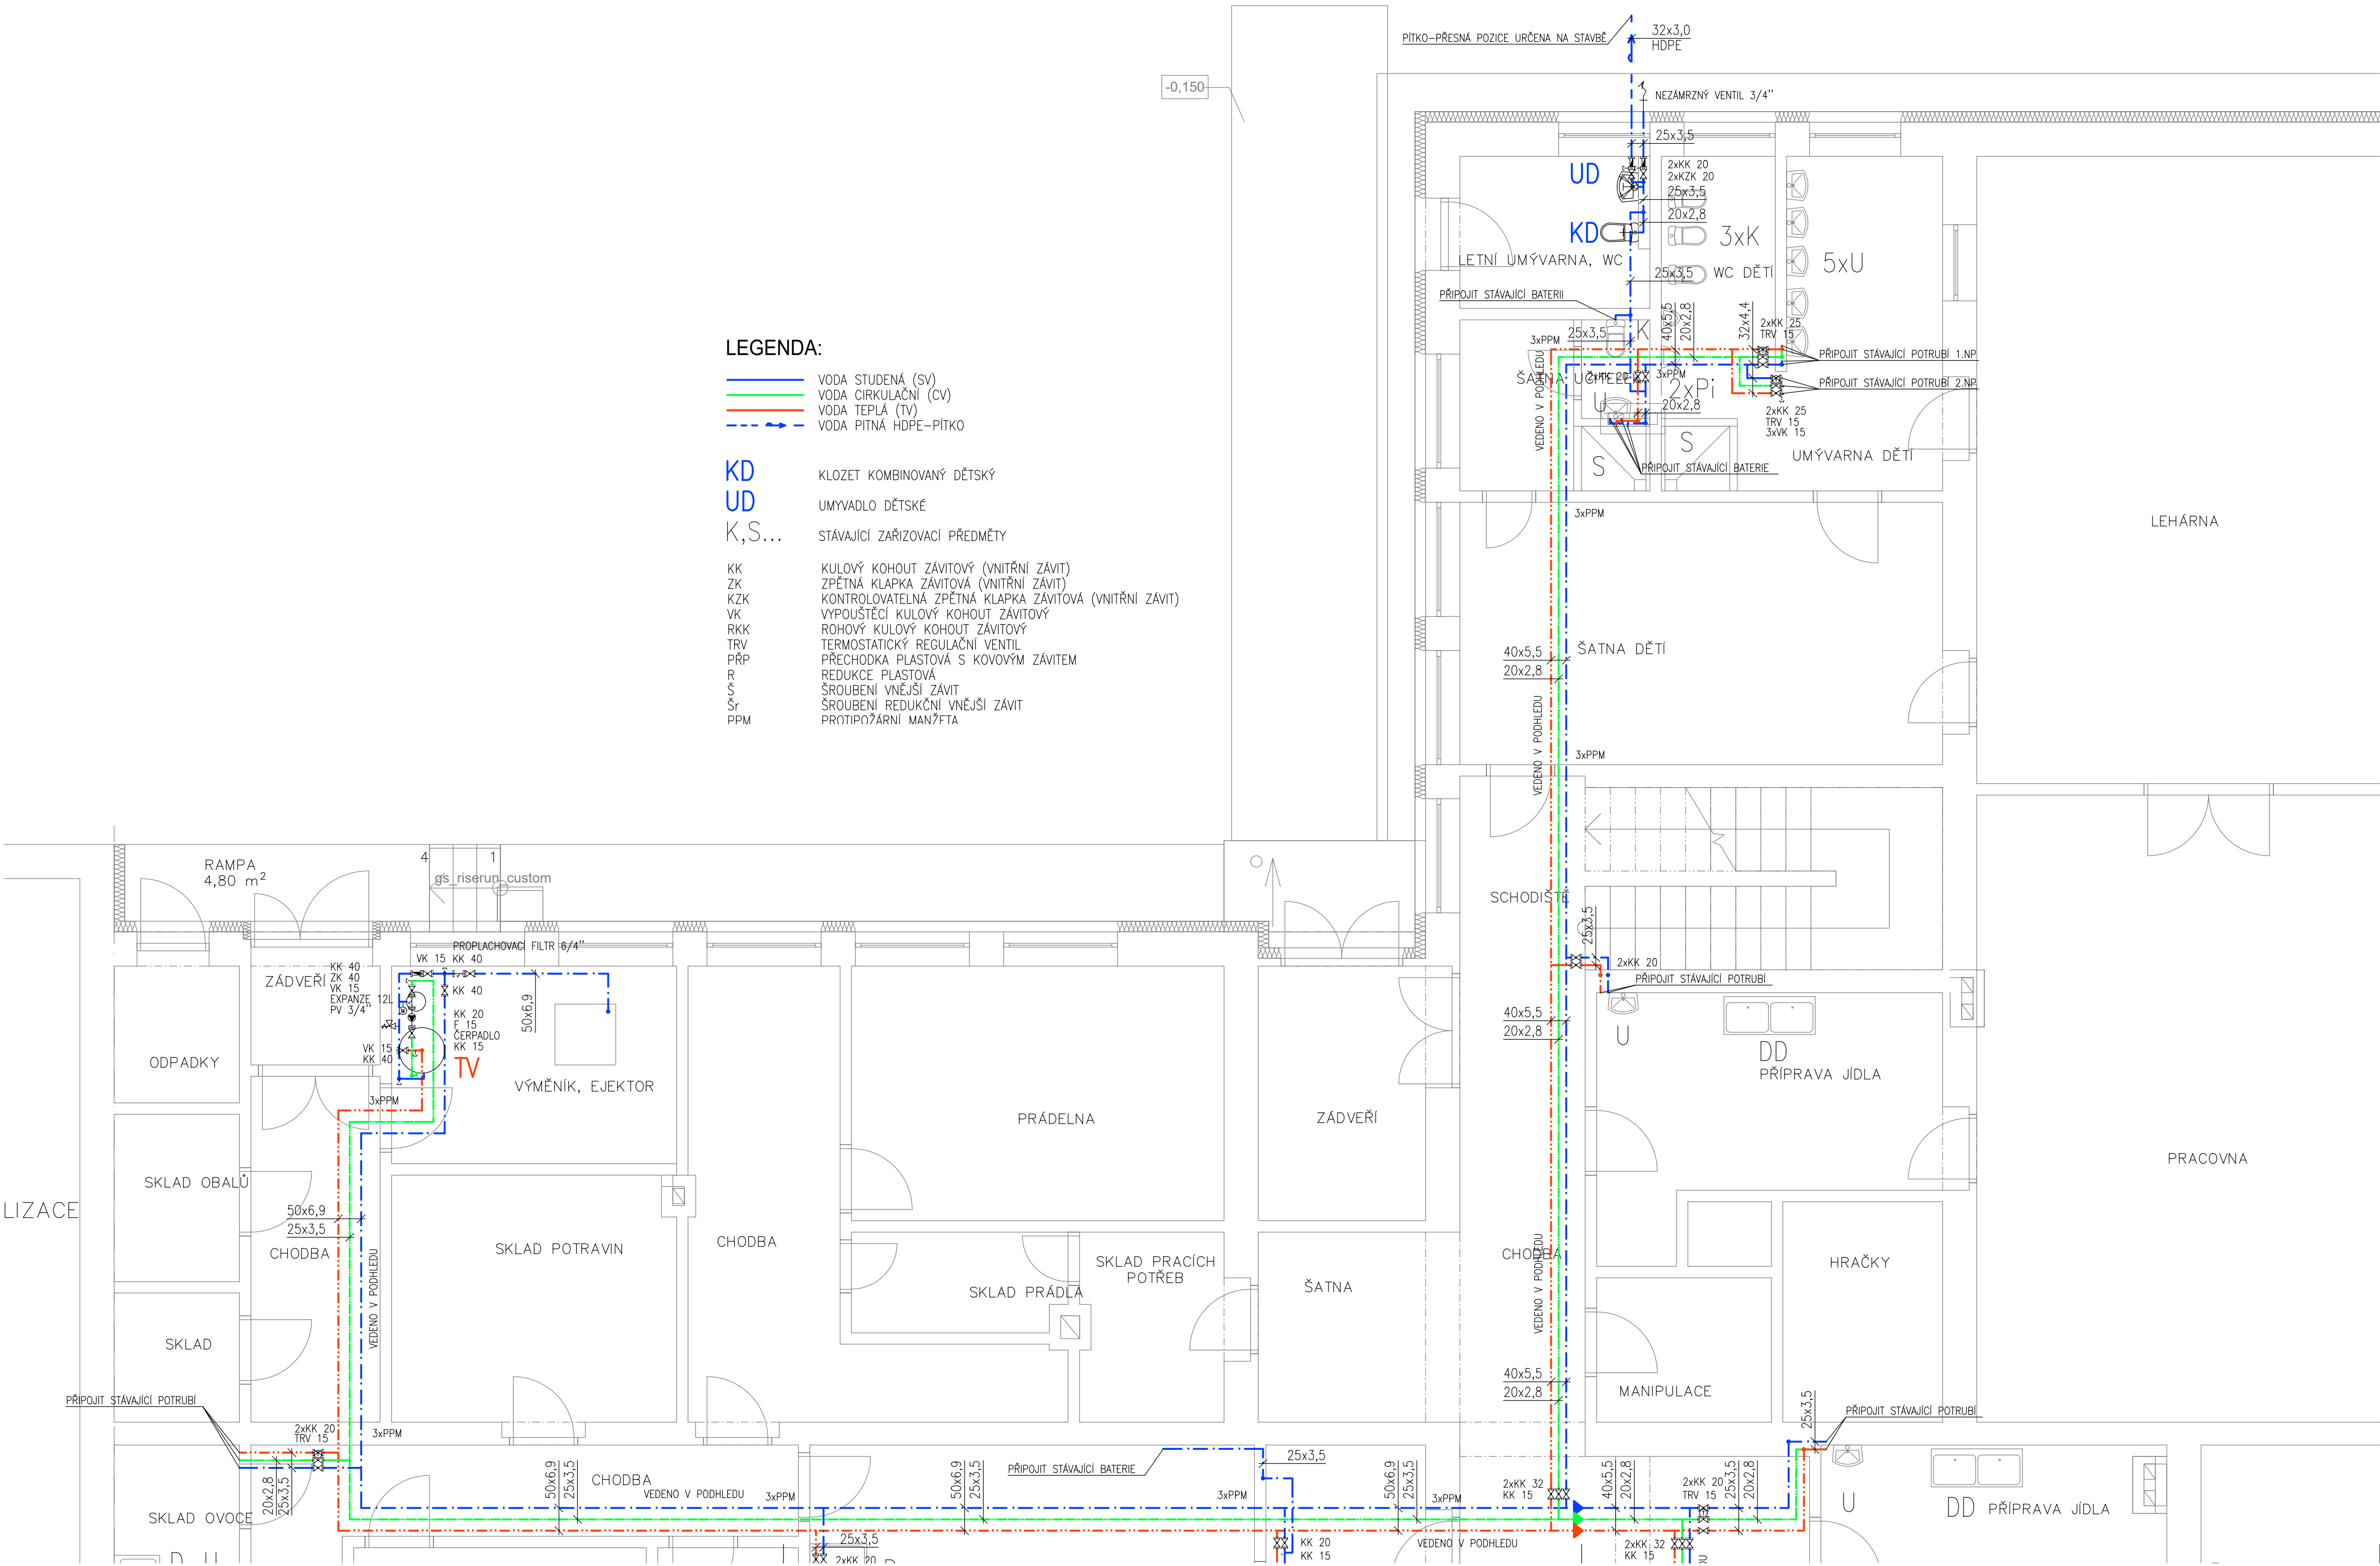 PÍTKO-PŘESNÁ POZICE URČENA NA STAVBĚ
32x3,0
HDPE
-0,150
NEZÁMRZNÝ VENTIL 3/4''
25x3,5
UD
2xKK 20
2xKZK 20
25x3,5
20x2,8
KD
3xK
5xU
LETNÍ UMÝVARNA, WC
25x3,5
WC DĚTÍ
PŘIPOJIT STÁVAJÍCÍ BATERII
40x5,5
20x2,8
32x4,4
2xKK 25
TRV 15
3xPPM
25x3,5
K
PŘIPOJIT STÁVAJÍCÍ POTRUBÍ 1.NP
ŠATNA UČITELÉ
2xKK 20
3xPPM
2xPi
PŘIPOJIT STÁVAJÍCÍ POTRUBÍ 2.NP
U
20x2,8
2xKK 25
TRV 15
3xVK 15
VEDENO V PODHLEDU
S
S
UMÝVARNA DĚTÍ
PŘIPOJIT STÁVAJÍCÍ BATERIE
3xPPM
LEHÁRNA
LEGENDA:
VODA STUDENÁ (SV)
VODA CIRKULAČNÍ (CV)
VODA TEPLÁ (TV)
VODA PITNÁ HDPE-PÍTKO
KD KLOZET KOMBINOVANÝ DĚTSKÝ
UD UMYVADLO DĚTSKÉ
K,S... STÁVAJÍCÍ ZAŘIZOVACÍ PŘEDMĚTY
KK KULOVÝ KOHOUT ZÁVITOVÝ (VNITŘNÍ ZÁVIT)
ZK ZPĚTNÁ KLAPKA ZÁVITOVÁ (VNITŘNÍ ZÁVIT)
KZK KONTROLOVATELNÁ ZPĚTNÁ KLAPKA ZÁVITOVÁ (VNITŘNÍ ZÁVIT)
VK VYPOUŠTĚCÍ KULOVÝ KOHOUT ZÁVITOVÝ
RKK ROHOVÝ KULOVÝ KOHOUT ZÁVITOVÝ
TRV TERMOSTATICKÝ REGULAČNÍ VENTIL
PŘP PŘECHODKA PLASTOVÁ S KOVOVÝM ZÁVITEM
R REDUKCE PLASTOVÁ
Š ŠROUBENÍ VNĚJŠÍ ZÁVIT
Šr ŠROUBENÍ REDUKČNÍ VNĚJŠÍ ZÁVIT
PPM PROTIPOŽÁRNÍ MANŽETA
40x5,5
20x2,8
ŠATNA DĚTÍ
VEDENO V PODHLEDU
3xPPM
RAMPA
4,80 m²
4
1
gs_riserun_custom
SCHODIŠTĚ
25x3,5
2xKK 20
PŘIPOJIT STÁVAJÍCÍ POTRUBÍ
PROPLACHOVACÍ FILTR 6/4''
VK 15
KK 40
ZÁDVEŘÍ
KK 40
ZK 40
VK 15
EXPANZE 12L
PV 3/4"
KK 40
50x6,9
KK 20
F 15
ČERPADLO
KK 15
VK 15
KK 40
TV
ODPADKY
VÝMĚNÍK, EJEKTOR
3xPPM
PRÁDELNA
ZÁDVEŘÍ
40x5,5
20x2,8
U
DD
PŘÍPRAVA JÍDLA
PRACOVNA
SKLAD OBALŮ
LIZACE
50x6,9
25x3,5
CHODBA
VEDENO V PODHLEDU
SKLAD POTRAVIN
CHODBA
SKLAD PRACÍCH
POTŘEB
SKLAD PRÁDLA
ŠATNA
CHODBA
VEDENO V PODHLEDU
HRAČKY
SKLAD
40x5,5
20x2,8
MANIPULACE
PŘIPOJIT STÁVAJÍCÍ POTRUBÍ
2xKK 20
TRV 15
3xPPM
25x3,5
PŘIPOJIT STÁVAJÍCÍ POTRUBÍ
20x2,8
25x3,5
50x6,9
25x3,5
CHODBA
VEDENO V PODHLEDU
3xPPM
50x6,9
25x3,5
PŘIPOJIT STÁVAJÍCÍ BATERIE
25x3,5
3xPPM
50x6,9
25x3,5
3xPPM
2xKK 32
KK 15
40x5,5
20x2,8
2xKK 20
TRV 15
25x3,5
20x2,8
U
DD
PŘÍPRAVA JÍDLA
SKLAD OVOCE
25x3,5
2xKK 20
KK 20
KK 15
VEDENO V PODHLEDU
2xKK 32
KK 15